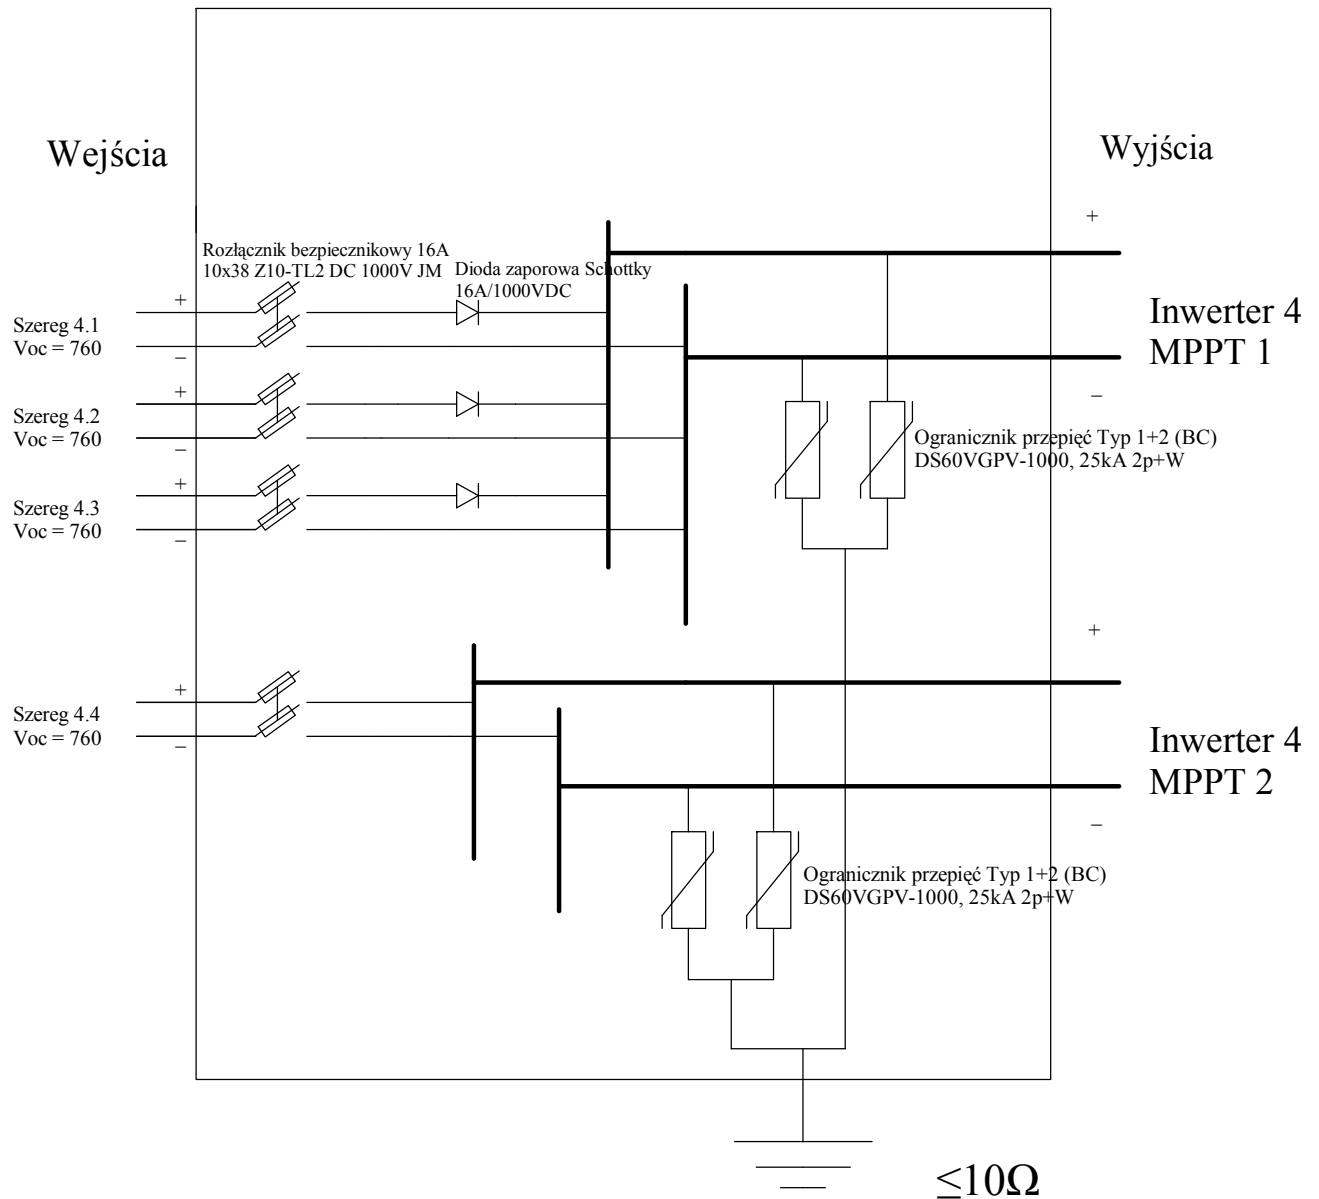 Wejścia
Wyjścia
+
Rozłącznik bezpiecznikowy 16A
10x38 Z10-TL2 DC 1000V JM
Dioda zaporowa Schottky
16A/1000VDC
+
Szereg 4.1
Voc = 760
−
Inwerter 4
MPPT 1
+
Szereg 4.2
Voc = 760
−
−
Ogranicznik przepięć Typ 1+2 (BC)
DS60VGPV-1000, 25kA 2p+W
+
Szereg 4.3
Voc = 760
−
+
+
Szereg 4.4
Voc = 760
−
Inwerter 4
MPPT 2
−
Ogranicznik przepięć Typ 1+2 (BC)
DS60VGPV-1000, 25kA 2p+W
≤10Ω